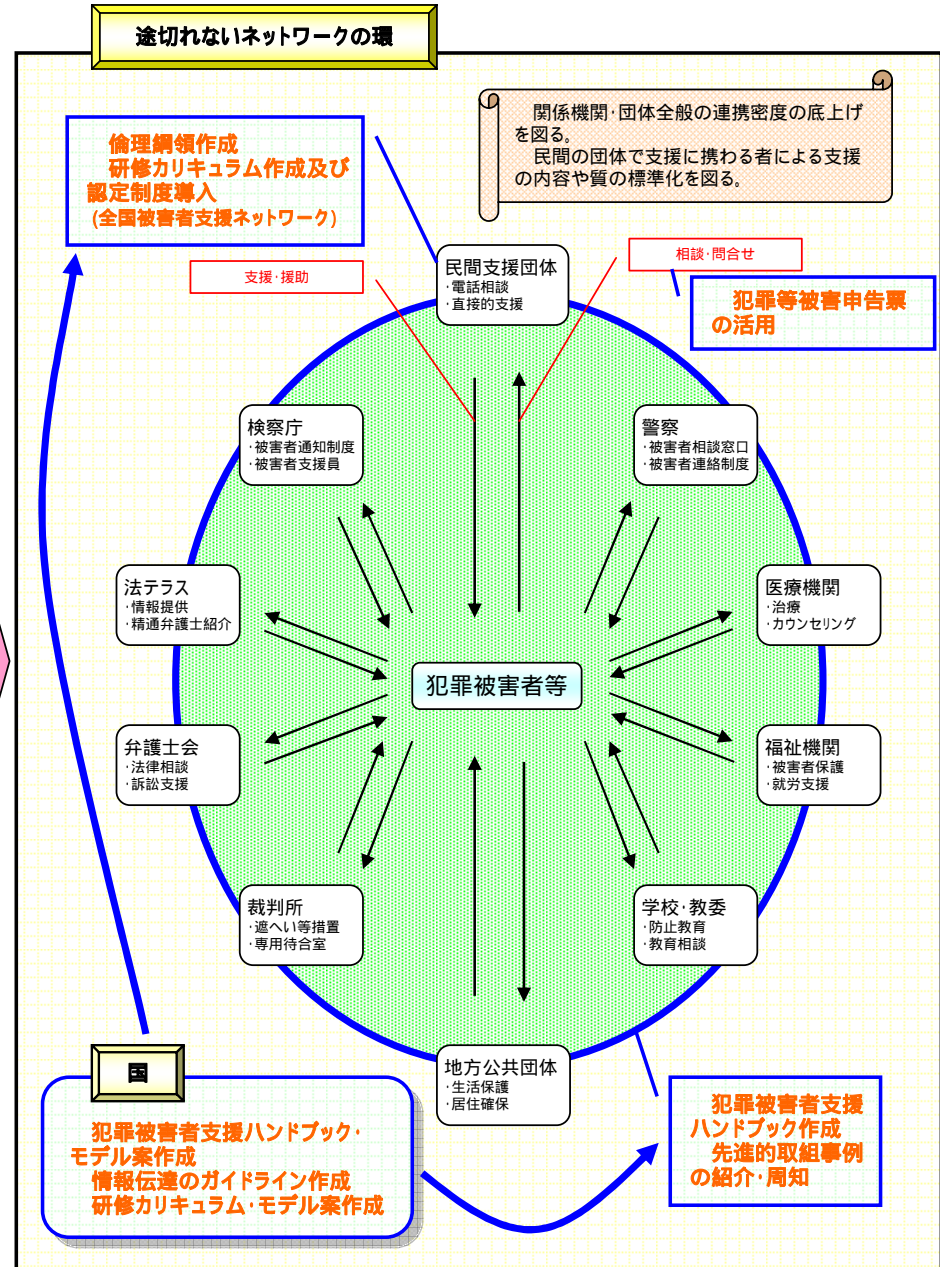 途切れないネットワークの環
関係機関・団体全般の連携密度の底上げ
を図る。
民間の団体で支援に携わる者による支援
の内容や質の標準化を図る。
倫理綱領作成
研修カリキュラム作成及び
認定制度導入
(全国被害者支援ネットワーク)
支援・援助
相談・問合せ
民間支援団体
・電話相談
・直接的支援
犯罪等被害申告票
の活用
検察庁
・被害者通知制度
・被害者支援員
警察
・被害者相談窓口
・被害者連絡制度
法テラス
・情報提供
・精通弁護士紹介
医療機関
・治療
・カウンセリング
犯罪被害者等
弁護士会
・法律相談
・訴訟支援
福祉機関
・被害者保護
・就労支援
裁判所
・遮へい等措置
・専用待合室
学校・教委
・防止教育
・教育相談
地方公共団体
・生活保護
・居住確保
国
犯罪被害者支援ハンドブック・
モデル案作成
情報伝達のガイドライン作成
研修カリキュラム・モデル案作成
犯罪被害者支援
ハンドブック作成
先進的取組事例
の紹介・周知